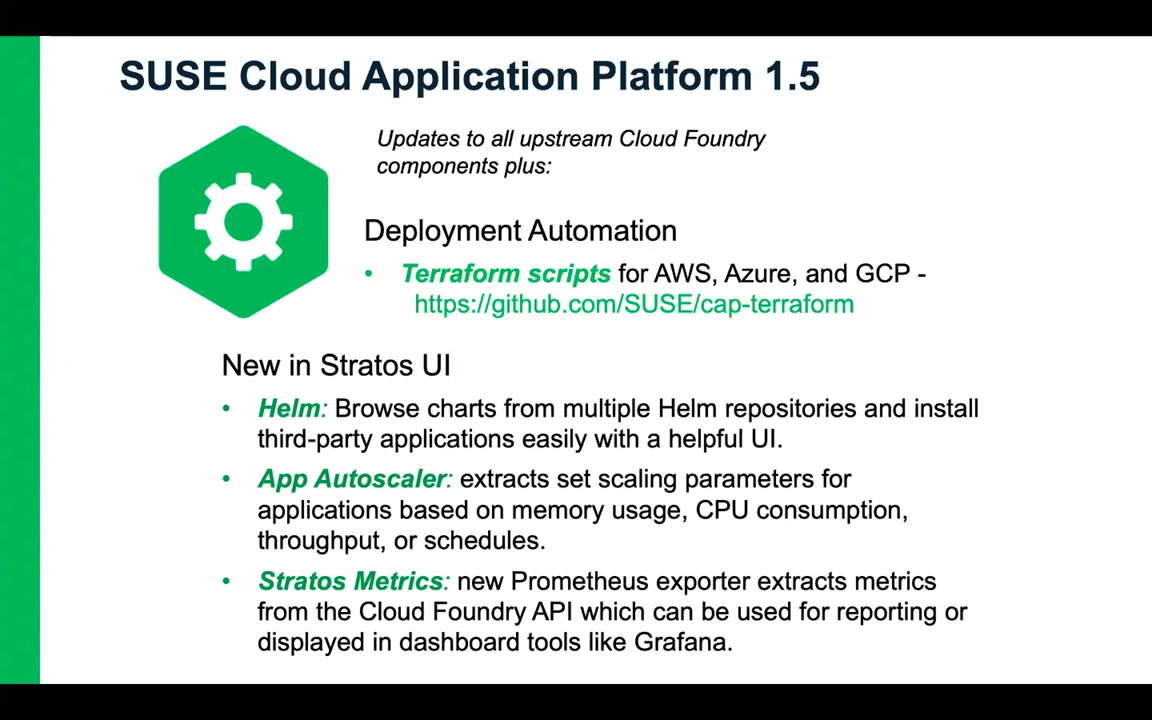 SUSE Cloud Application Platform 1.5
Updates to all upstream Cloud Foundry
components plus:
Deployment Automation
• Terraform scripts for AWS, Azure, and GCP -
https://github.com/SUSE/cap-terraform
New in Stratos UI
• Helm: Browse charts from multiple Helm repositories and install
third-party applications easily with a helpful UI.
• App Autoscaler: extracts set scaling parameters for
applications based on memory usage, CPU consumption,
throughput, or schedules.
• Stratos Metrics: new Prometheus exporter extracts metrics
from the Cloud Foundry API which can be used for reporting or
displayed in dashboard tools like Grafana.